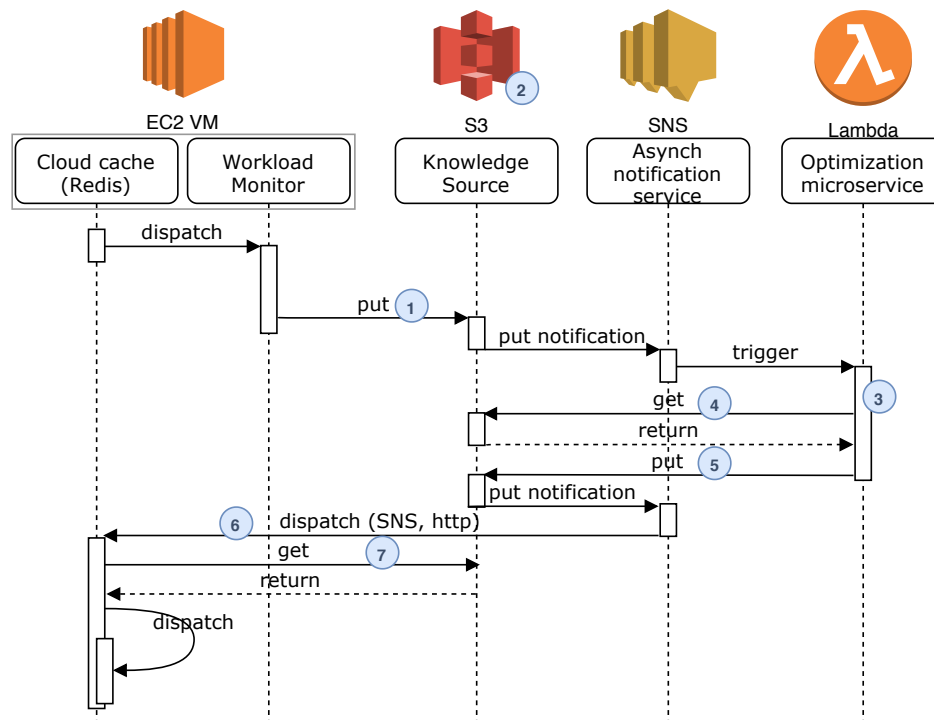 2
EC2 VM
S3
SNS
Lambda
Cloud cache
(Redis)
Workload
Monitor
Knowledge
Source
Asynch
notification
service
Optimization
microservice
dispatch
put 1
put notification
trigger
3
get 4
return
put 5
put notification
6
dispatch (SNS, http)
get 7
return
dispatch